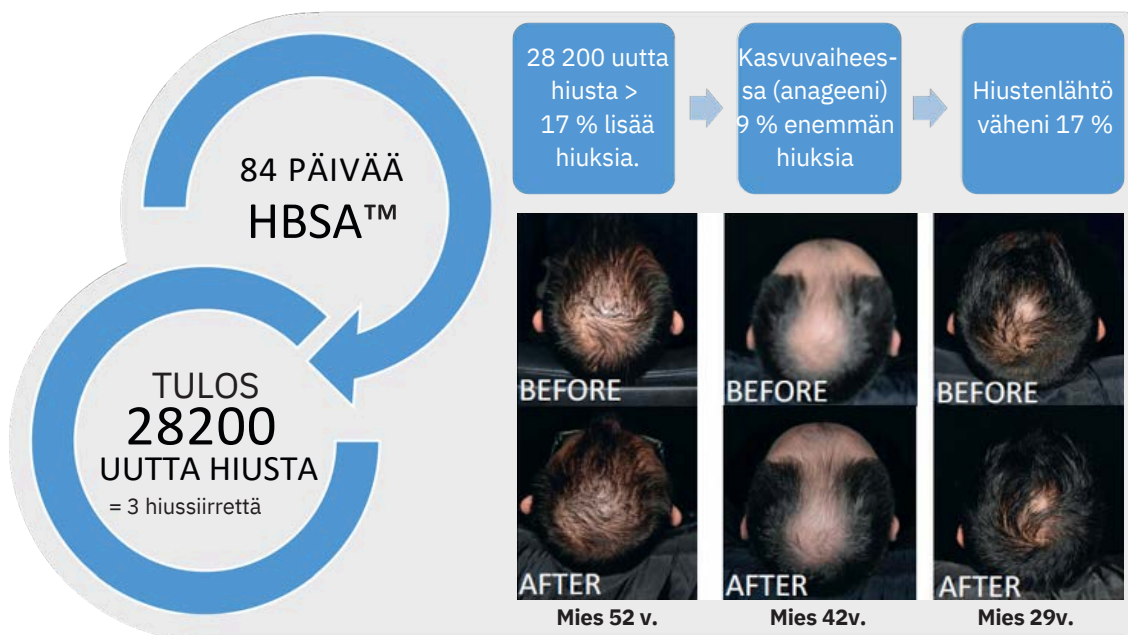 84 PÄIVÄÄ
HBSA™
TULOS
28200
UUTTA HIUSTA
= 3 hiussiirrettä
28 200 uutta
hiusta >
17 % lisää
hiuksia.
Kasvuvaihees-
sa (anageeni)
9 % enemmän
hiuksia
Hiustenlähtö
väheni 17 %
BEFORE
BEFORE
BEFORE
AFTER
AFTER
AFTER
Mies 52 v.
Mies 42v.
Mies 29v.